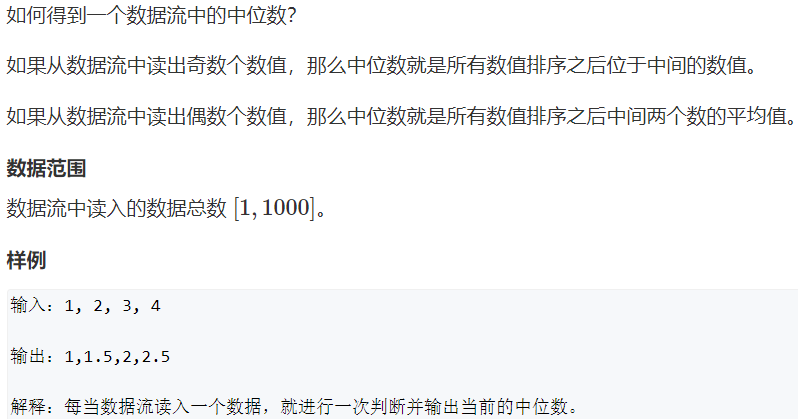 如何得到一个数据流中的中位数？
如果从数据流中读出奇数个数值，那么中位数就是所有数值排序之后位于中间的数值。
如果从数据流中读出偶数个数值，那么中位数就是所有数值排序之后中间两个数的平均值。
数据范围
数据流中读入的数据总数 [1, 1000]。
样例
输入：1, 2, 3, 4
输出：1,1.5,2,2.5
解释：每当数据流读入一个数据，就进行一次判断并输出当前的中位数。